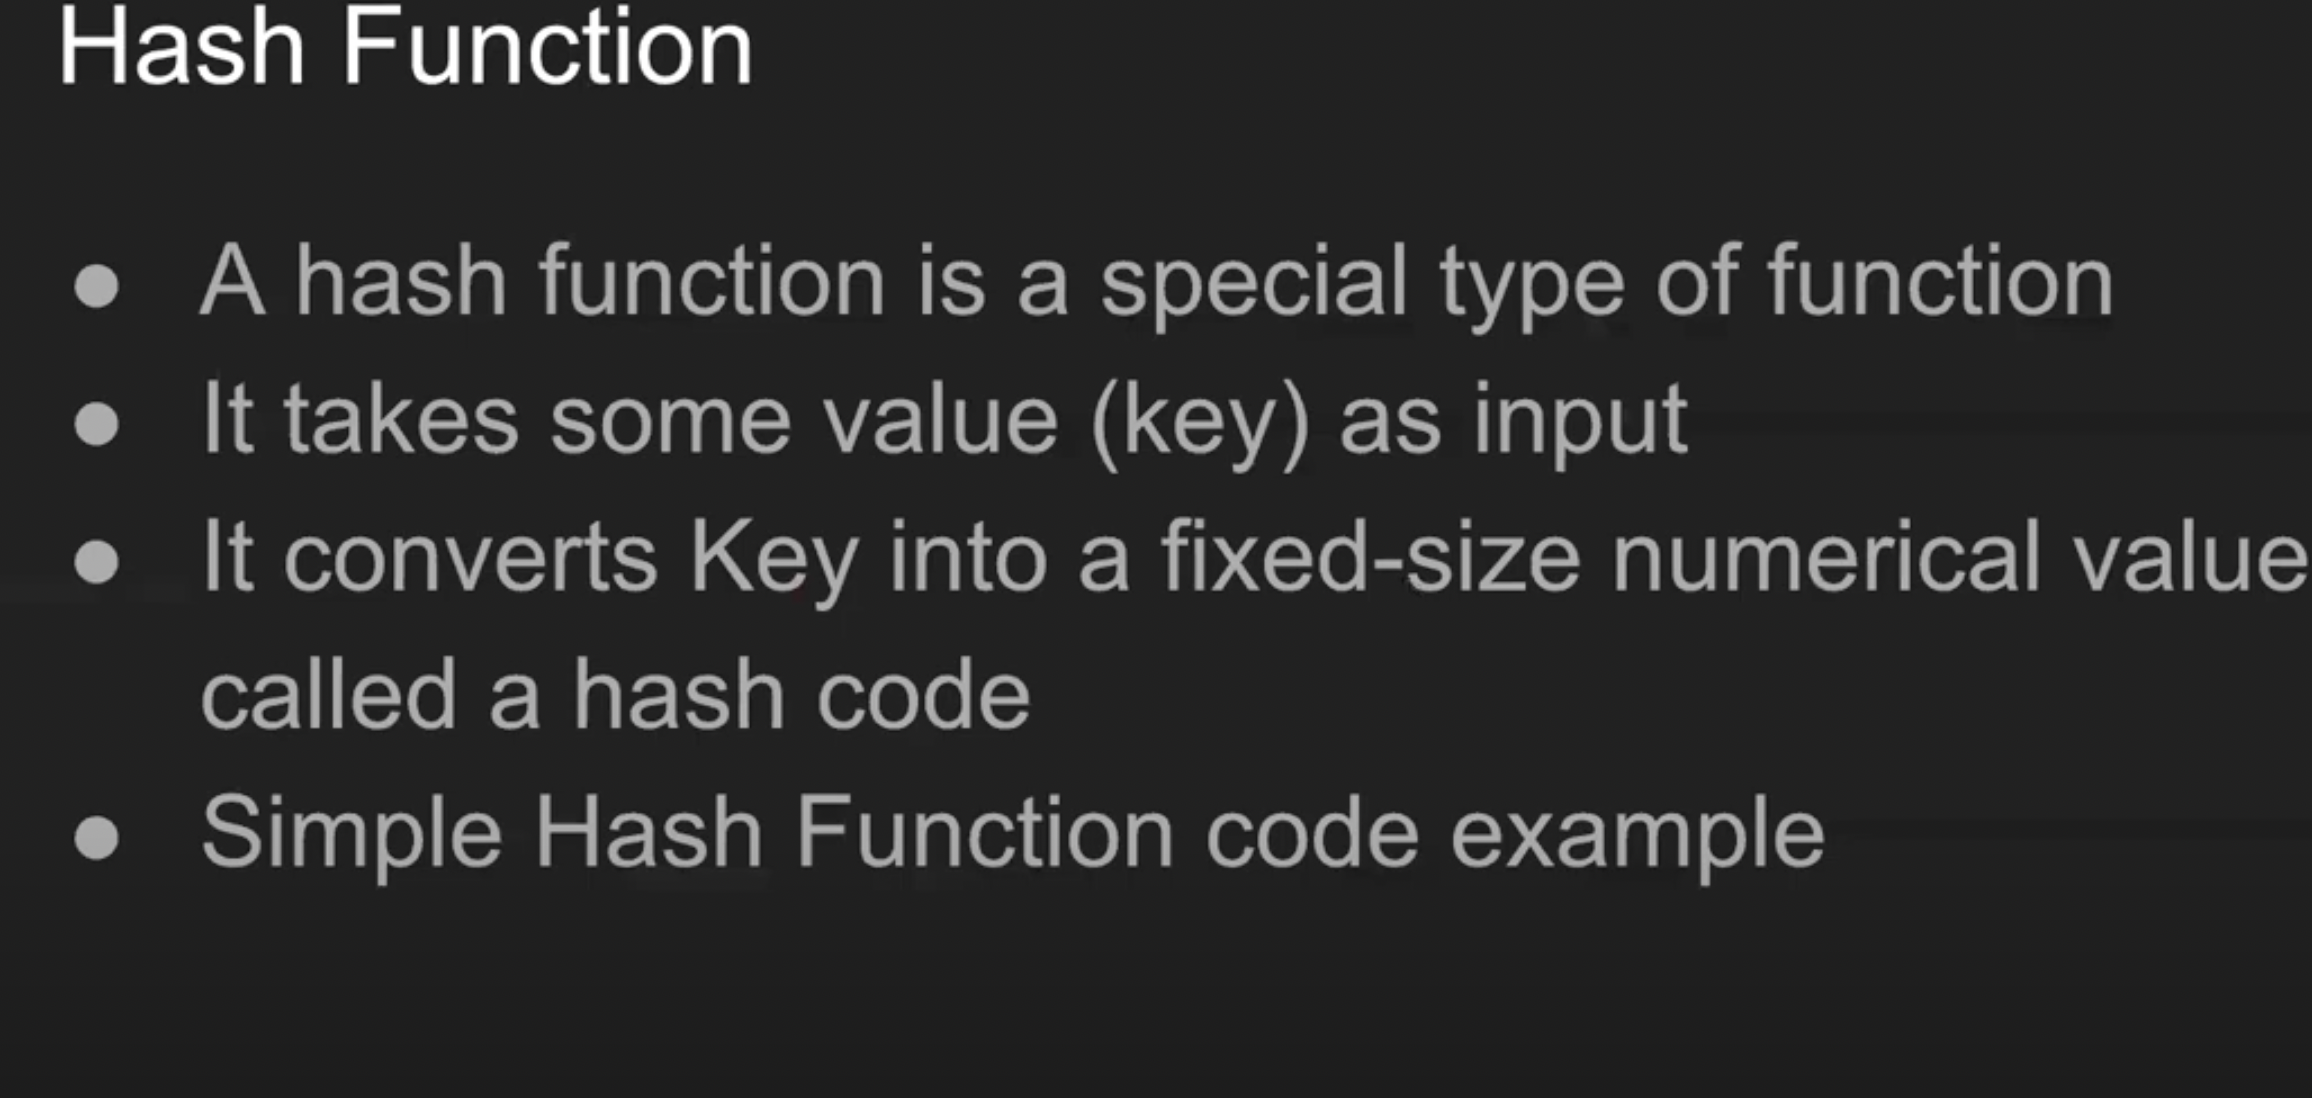 Hash Function
● A hash function is a special type of function
● It takes some value (key) as input
● It converts Key into a fixed-size numerical value
called a hash code
● Simple Hash Function code example